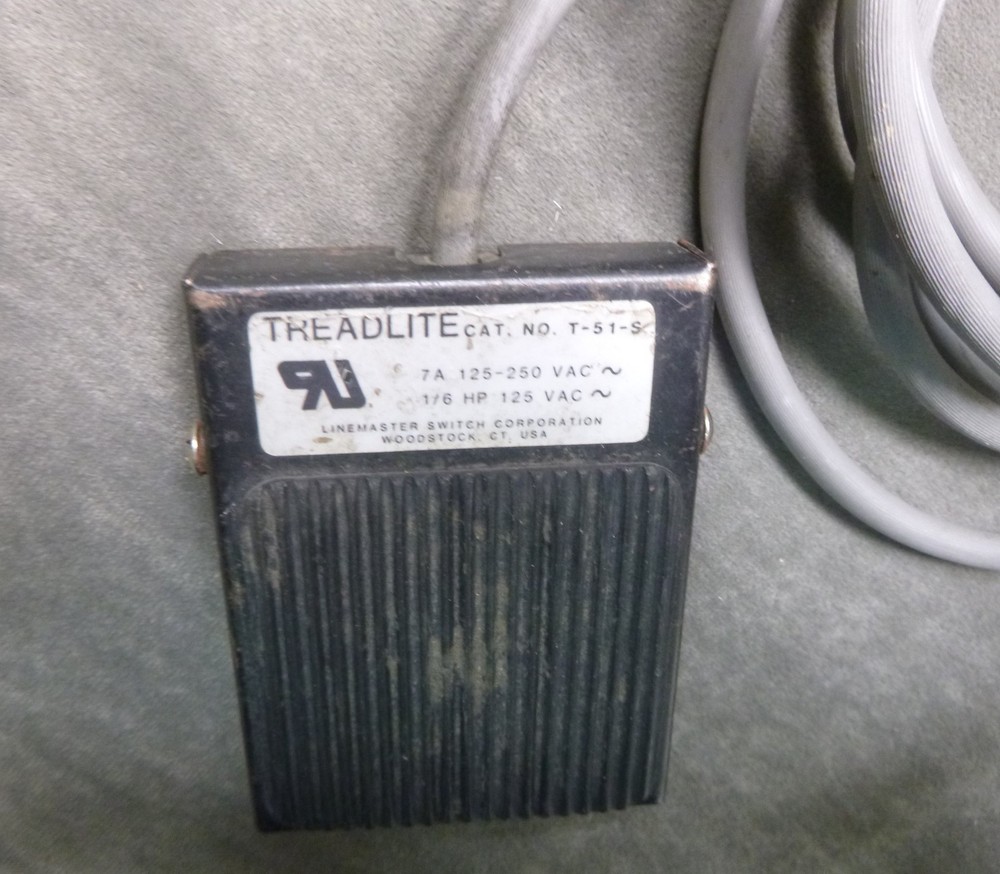 TREADLITE CAT. NO. T-51-S
RU
7A 125-250 VAC ~
1/6 HP 125 VAC ~
LINEMASTER SWITCH CORPORATION
WOODSTOCK, CT, USA